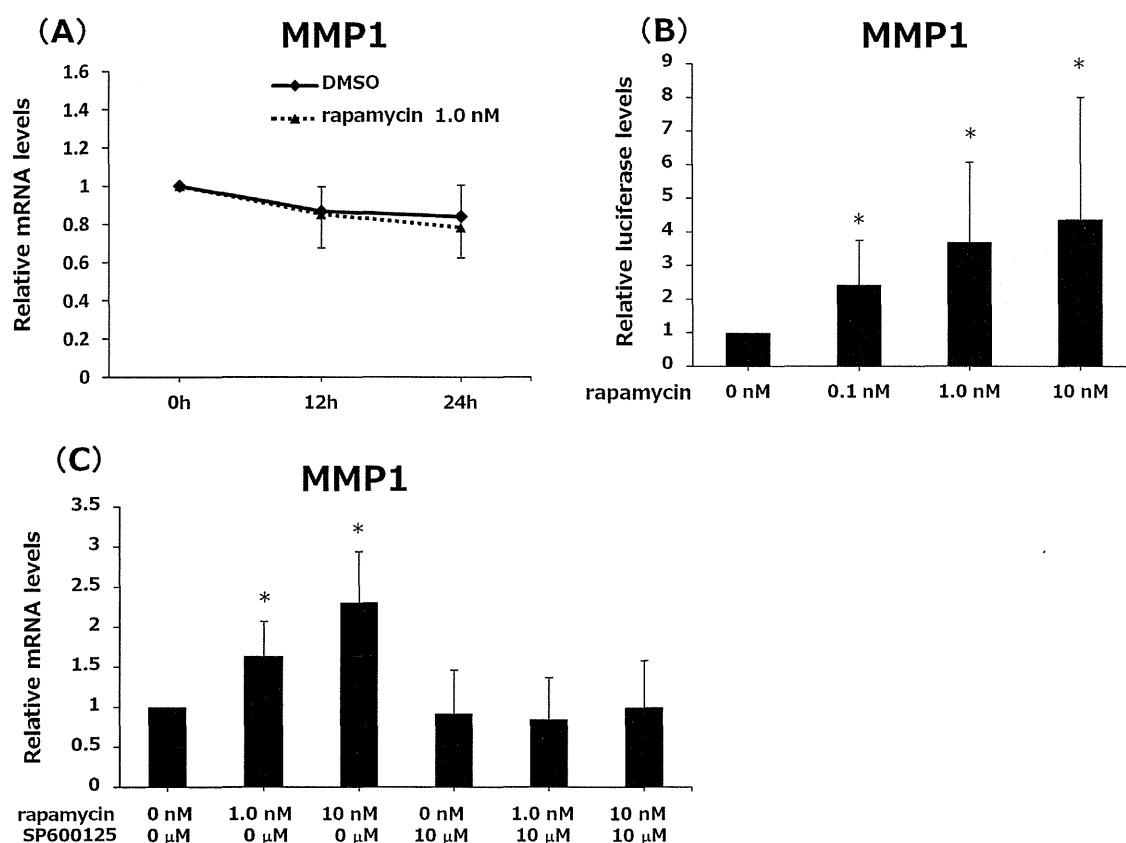 (A)
MMP1
Relative mRNA levels
1.6
1.4
1.2
1
0.8
0.6
0.4
0.2
0
DMSO
rapamycin 1.0 nM
0h 12h 24h
(B)
MMP1
Relative luciferase levels
9
8
7
6
5
4
3
2
1
0
* * *
rapamycin 0 nM 0.1 nM 1.0 nM 10 nM
(C)
MMP1
Relative mRNA levels
3.5
3
2.5
2
1.5
1
0.5
0
* *
rapamycin 0 nM 1.0 nM 10 nM 0 nM 1.0 nM 10 nM
SP600125 0 μM 0 μM 0 μM 10 μM 10 μM 10 μM